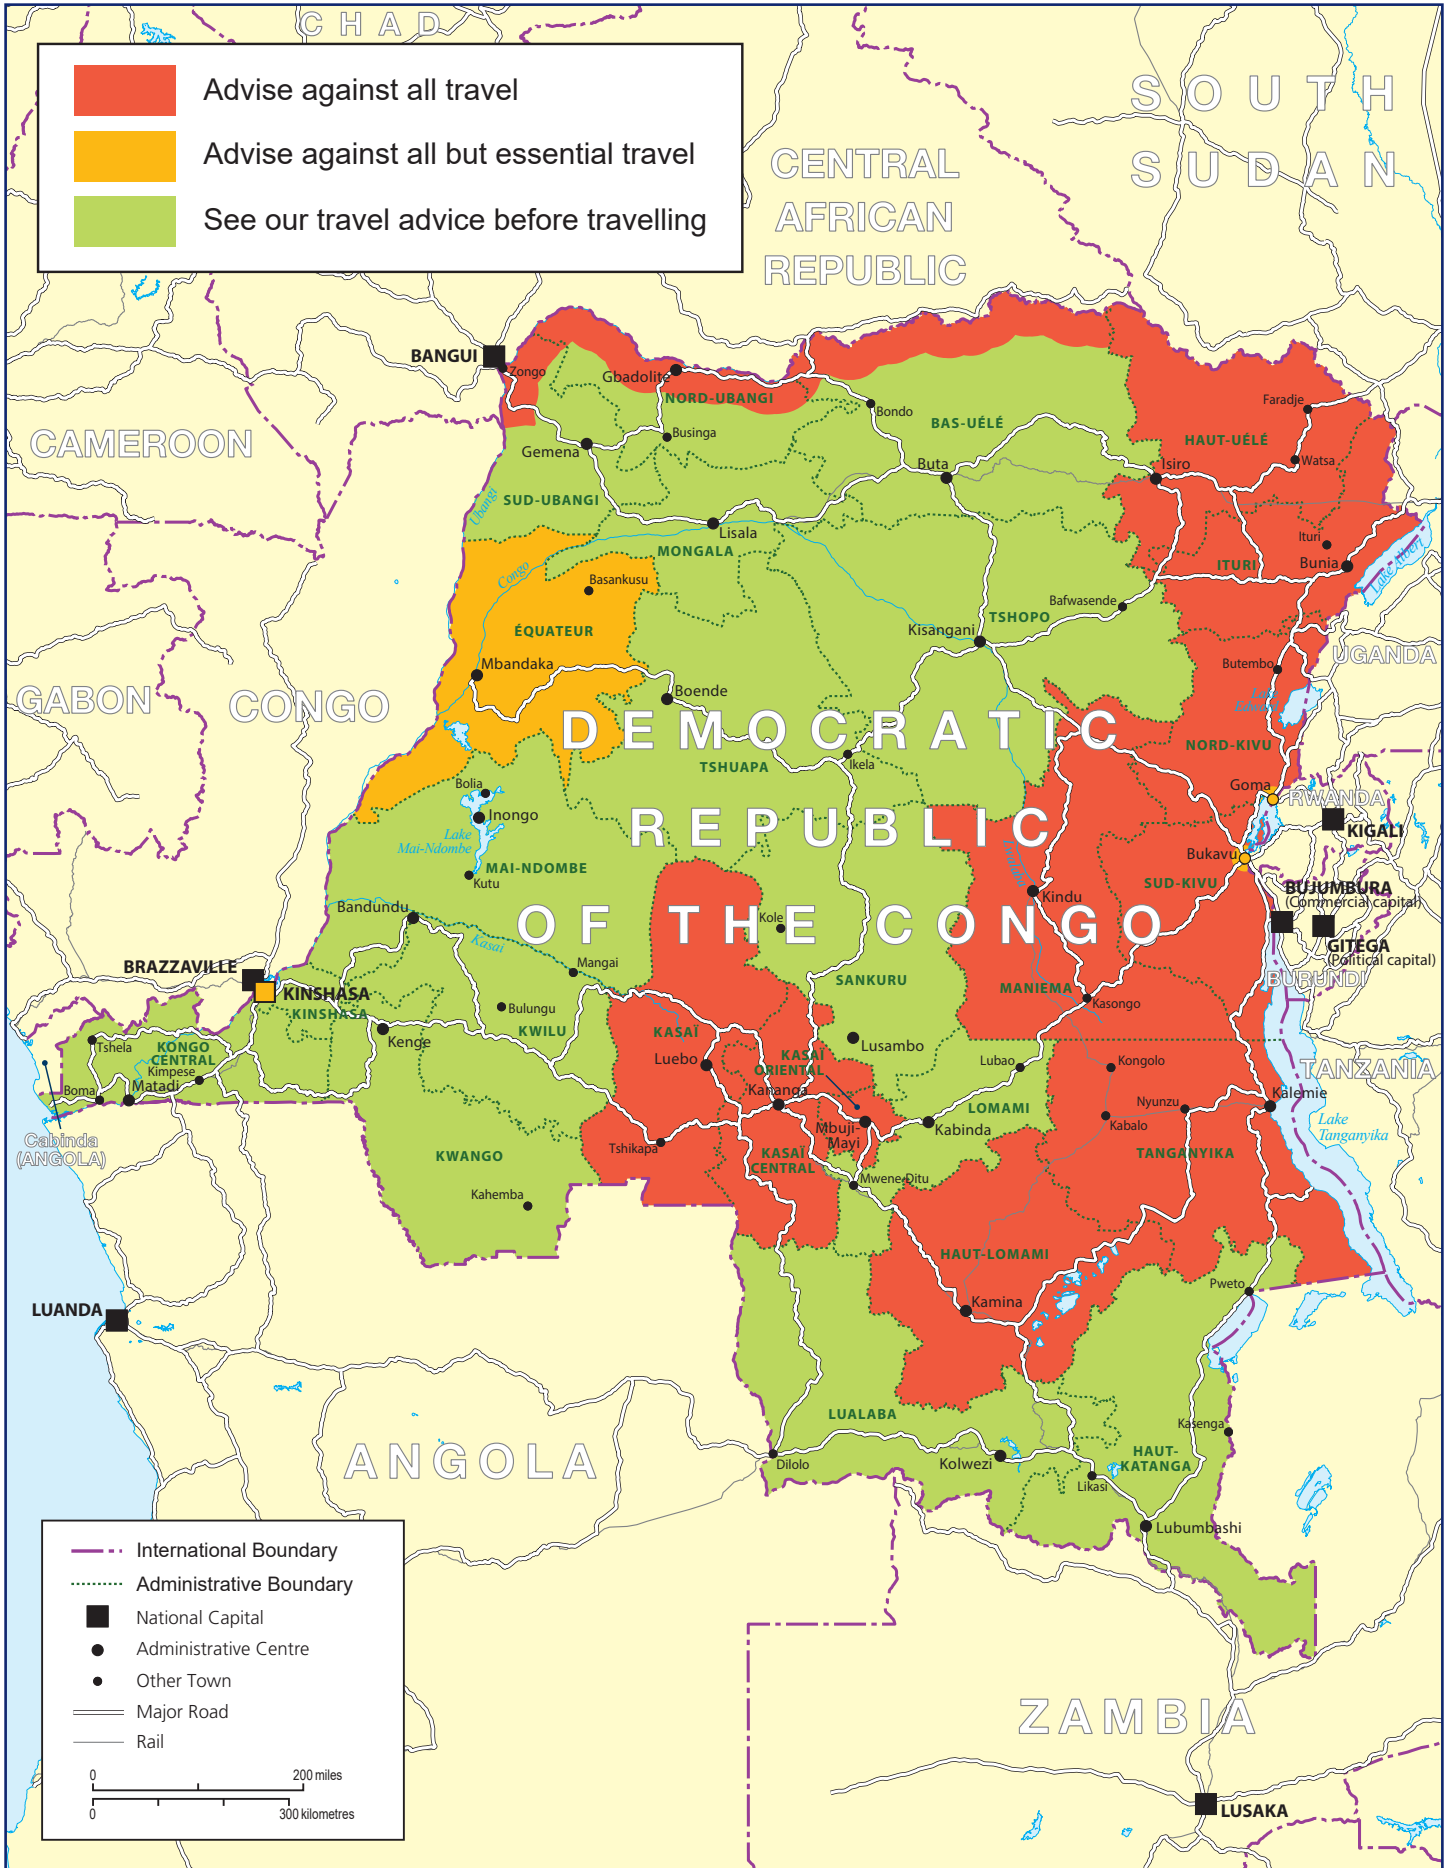 CHAD
Advise against all travel
Advise against all but essential travel
See our travel advice before travelling
SOUTH
SUDAN
CENTRAL
AFRICAN
REPUBLIC
BANGUI
Zongo
Gbadolite
NORD-UBANGI
Faradje
Bondo
BAS-UÉLÉ
HAUT-UÉLÉ
CAMEROON
Businga
Gemena
Buta
Isiro
Watsa
SUD-UBANGI
Ubangi
Lisala
MONGALA
Ituri
ITURI
Bunia
Lake Albert
Congo
Basankusu
Bafwasende
TSHOPO
ÉQUATEUR
Kisangani
Mbandaka
Butembo
UGANDA
GABON
CONGO
Boende
Lake
Edward
DEMOCRATIC
NORD-KIVU
TSHUAPA
Ikela
Bolia
Goma
RWANDA
Inongo
REPUBLIC
KIGALI
Lake
Mai-Ndombe
Bukavu
MAI-NDOMBE
Kutu
SUD-KIVU
BUJUMBURA
(Commercial capital)
Kindu
Bandundu
Kole
OF THE CONGO
Kasai
GITEGA
(Political capital)
BRAZZAVILLE
Mangai
SANKURU
BURUNDI
KINSHASA
MANIEMA
Kasongo
Bulungu
KINSHASA
KWILU
KASAÏ
Tshela
KONGO
CENTRAL
Kenge
Lusambo
Luebo
KASAÏ
ORIENTAL
Lubao
Kongolo
TANZANIA
Kimpese
Boma
Matadi
Kananga
Nyunzu
Kalemie
LOMAMI
Kabalo
Lake
Tanganyika
Mbuji-
Mayi
Kabinda
Cabinda
(ANGOLA)
Tshikapa
KASAÏ
CENTRAL
TANGANYIKA
KWANGO
Mwene-Ditu
Kahemba
HAUT-LOMAMI
Pweto
LUANDA
Kamina
LUALABA
Kasenga
ANGOLA
Kolwezi
HAUT-
KATANGA
Dilolo
Likasi
Lubumbashi
International Boundary
Administrative Boundary
National Capital
Administrative Centre
Other Town
Major Road
Rail
0 200 miles
0 300 kilometres
ZAMBIA
LUSAKA